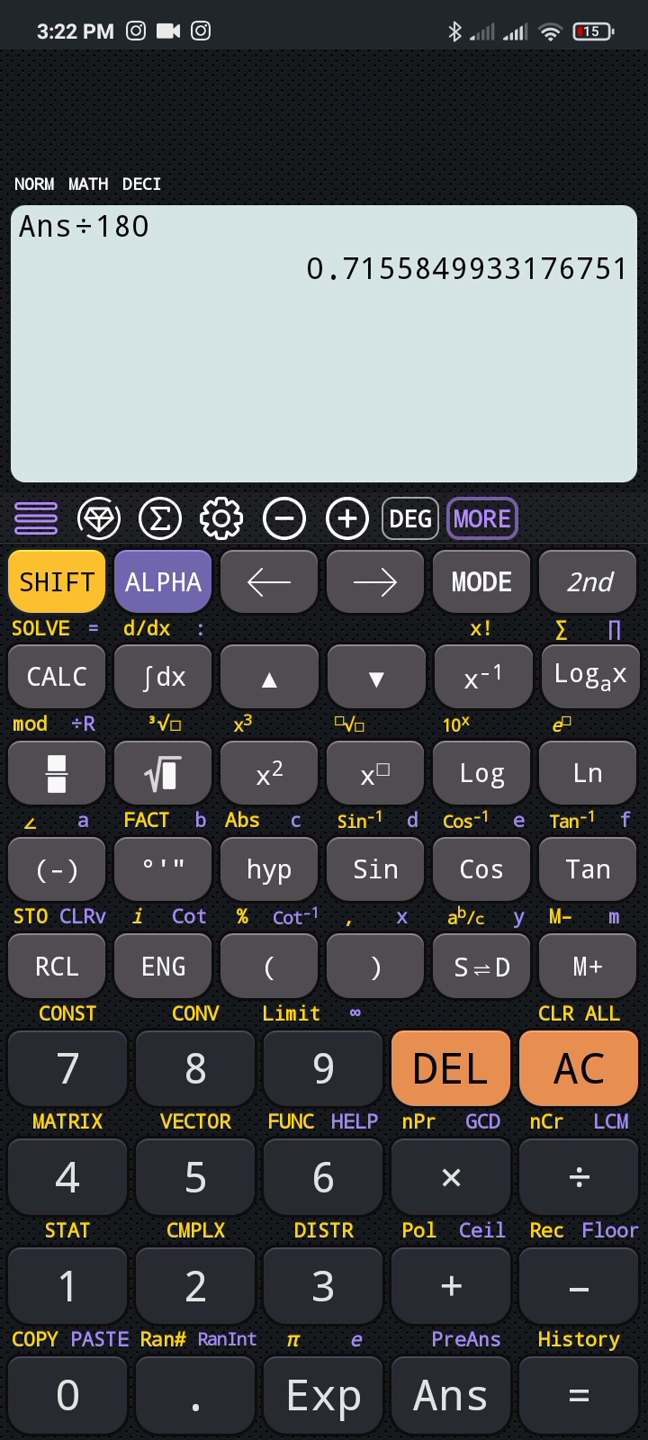 3:22 PM 15
NORM MATH DECI
Ans÷180
0.7155849933176751
DEG MORE
SHIFT ALPHA ← → MODE 2nd
SOLVE = d/dx : x! ∑ ∏
CALC ∫dx ▲ ▼ x⁻¹ Logₐx
mod ÷R ³√□ x³ □√□ 10ˣ e□
√ x² x□ Log Ln
∠ a FACT b Abs c Sin⁻¹ d Cos⁻¹ e Tan⁻¹ f
(-) °'" hyp Sin Cos Tan
STO CLRv i Cot % Cot⁻¹ , x aᵇ/c y M- m
RCL ENG ( ) S⇌D M+
CONST CONV Limit ∞ CLR ALL
7 8 9 DEL AC
MATRIX VECTOR FUNC HELP nPr GCD nCr LCM
4 5 6 × ÷
STAT CMPLX DISTR Pol Ceil Rec Floor
1 2 3 + −
COPY PASTE Ran# RanInt π e PreAns History
0 . Exp Ans =